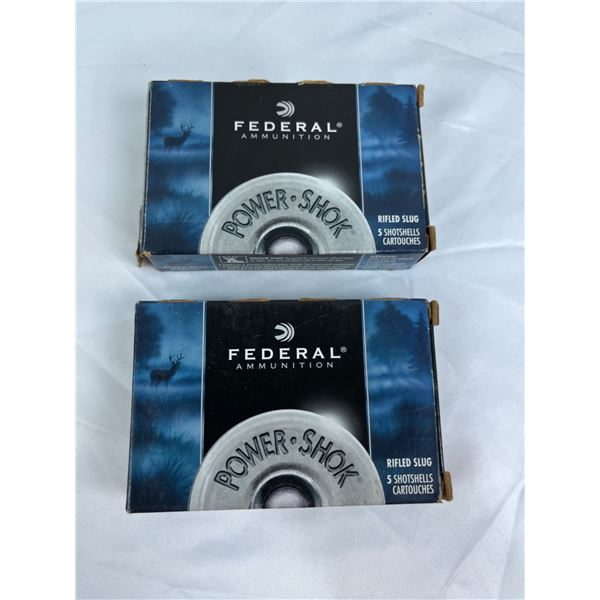 FEDERAL®
AMMUNITION
POWER•SHOK
RIFLED SLUG
5 SHOTSHELLS
CARTOUCHES
FEDERAL®
AMMUNITION
POWER•SHOK
RIFLED SLUG
5 SHOTSHELLS
CARTOUCHES